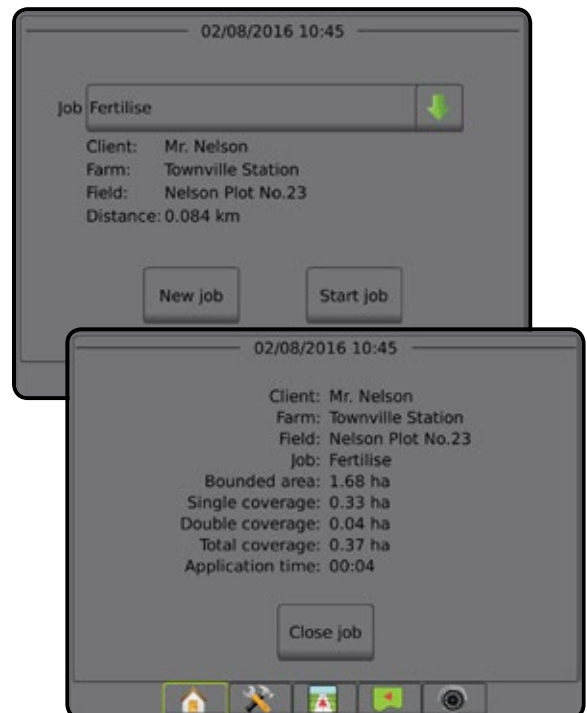 02/08/2016 10:45
Job Fertilise
Client: Mr. Nelson
Farm: Townville Station
Field: Nelson Plot No.23
Distance: 0.084 km
New job Start job
02/08/2016 10:45
Client: Mr. Nelson
Farm: Townville Station
Field: Nelson Plot No.23
Job: Fertilise
Bounded area: 1.68 ha
Single coverage: 0.33 ha
Double coverage: 0.04 ha
Total coverage: 0.37 ha
Application time: 00:04
Close job